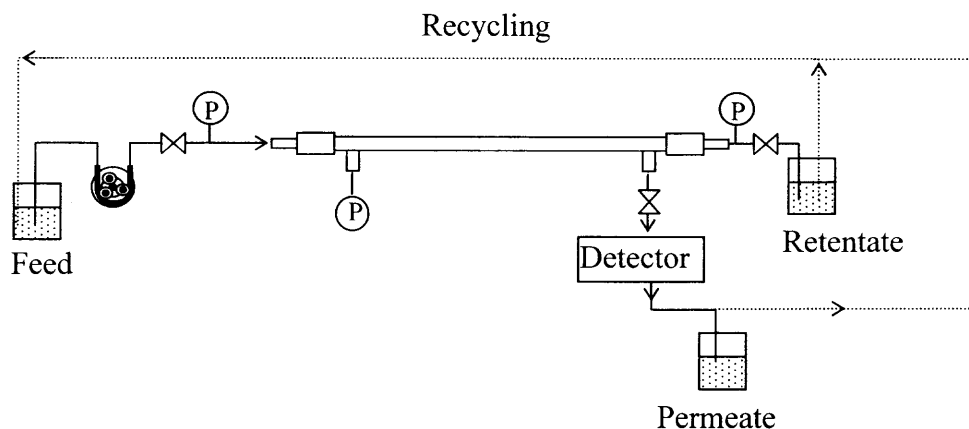 Recycling
P
P
P
Feed
Retentate
Detector
Permeate